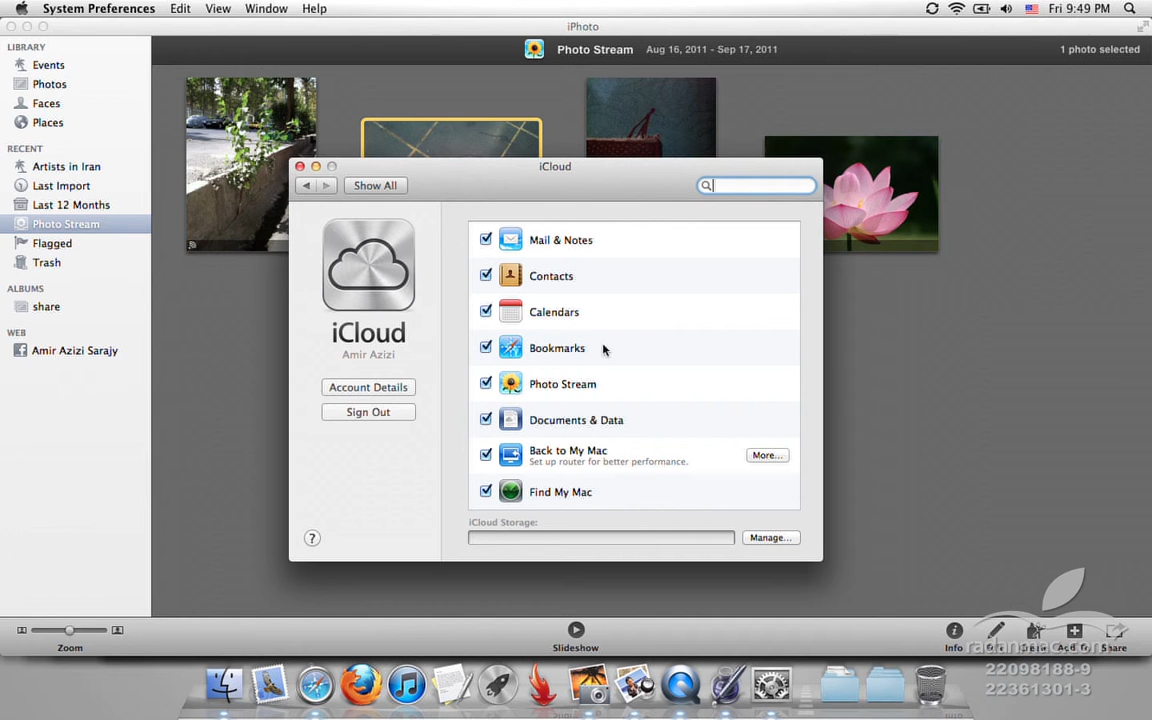 System Preferences Edit View Window Help
Fri 9:49 PM
iPhoto
LIBRARY
Events
Photos
Faces
Places
RECENT
Artists in Iran
Last Import
Last 12 Months
Photo Stream
Flagged
Trash
ALBUMS
share
WEB
Amir Azizi Sarajy
Photo Stream Aug 16, 2011 - Sep 17, 2011
1 photo selected
iCloud
Show All
iCloud
Amir Azizi
Account Details
Sign Out
?
Mail & Notes
Contacts
Calendars
Bookmarks
Photo Stream
Documents & Data
Back to My Mac
Set up router for better performance.
More...
Find My Mac
iCloud Storage:
Manage...
Zoom
Slideshow
Info
Share
22098188-9
22361301-3